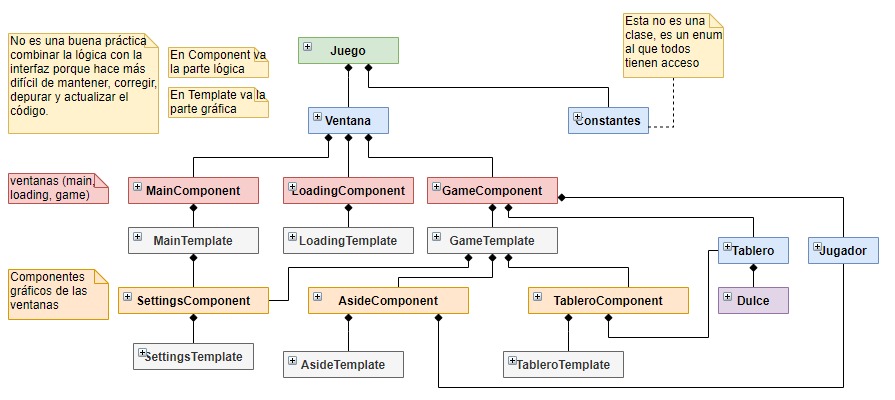 No es una buena práctica
combinar la lógica con la
interfaz porque hace más
difícil de mantener, corregir,
depurar y actualizar el
código.
En Component va
la parte lógica
En Template va la
parte gráfica
Juego
Esta no es una
clase, es un enum
al que todos
tienen acceso
Ventana
Constantes
ventanas (main,
loading, game)
MainComponent
LoadingComponent
GameComponent
MainTemplate
LoadingTemplate
GameTemplate
Tablero
Jugador
Componentes
gráficos de las
ventanas
SettingsComponent
AsideComponent
TableroComponent
Dulce
SettingsTemplate
AsideTemplate
TableroTemplate